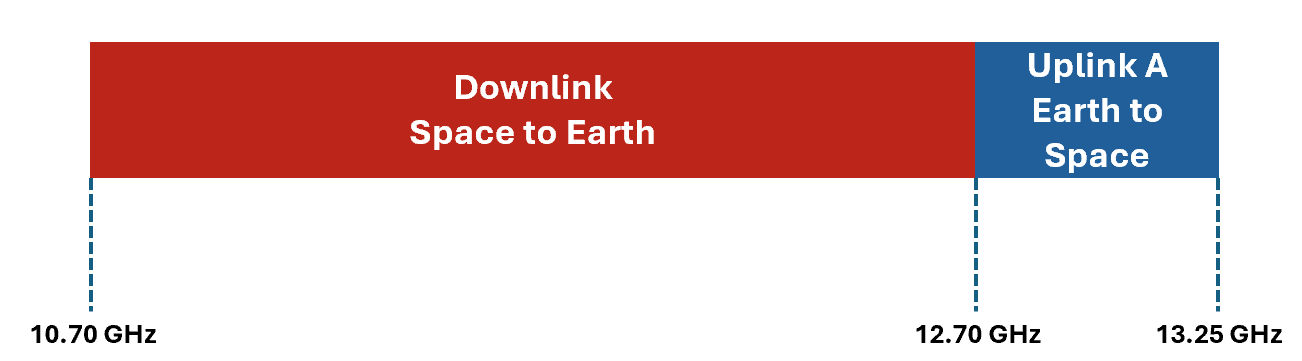 Downlink
Space to Earth
Uplink A
Earth to
Space
10.70 GHz
12.70 GHz
13.25 GHz